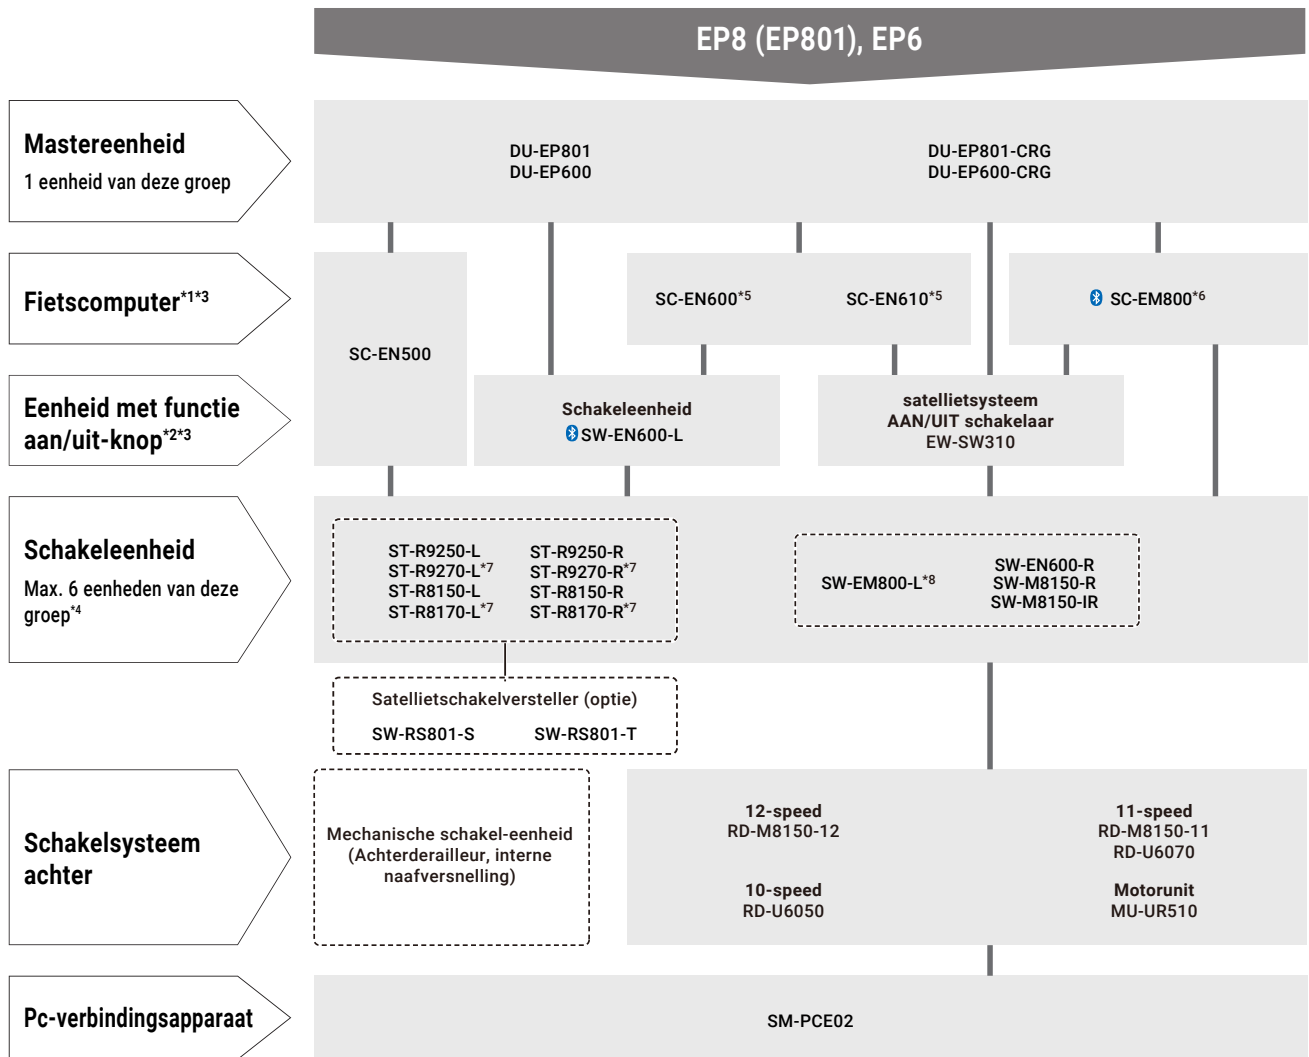 EP8 (EP801), EP6
Mastereenheid
1 eenheid van deze groep
DU-EP801
DU-EP600
DU-EP801-CRG
DU-EP600-CRG
Fietscomputer*1*3
SC-EN500
SC-EN600*5
SC-EN610*5
SC-EM800*6
Eenheid met functie
aan/uit-knop*2*3
Schakeleenheid
SW-EN600-L
satellietsysteem
AAN/UIT schakelaar
EW-SW310
Schakeleenheid
Max. 6 eenheden van deze
groep*4
ST-R9250-L
ST-R9270-L*7
ST-R8150-L
ST-R8170-L*7
ST-R9250-R
ST-R9270-R*7
ST-R8150-R
ST-R8170-R*7
SW-EM800-L*8
SW-EN600-R
SW-M8150-R
SW-M8150-IR
Satellietschakelversteller (optie)
SW-RS801-S
SW-RS801-T
Schakelsysteem
achter
Mechanische schakel-eenheid
(Achterderailleur, interne
naafversnelling)
12-speed
RD-M8150-12
11-speed
RD-M8150-11
RD-U6070
10-speed
RD-U6050
Motorunit
MU-UR510
Pc-verbindingsapparaat
SM-PCE02